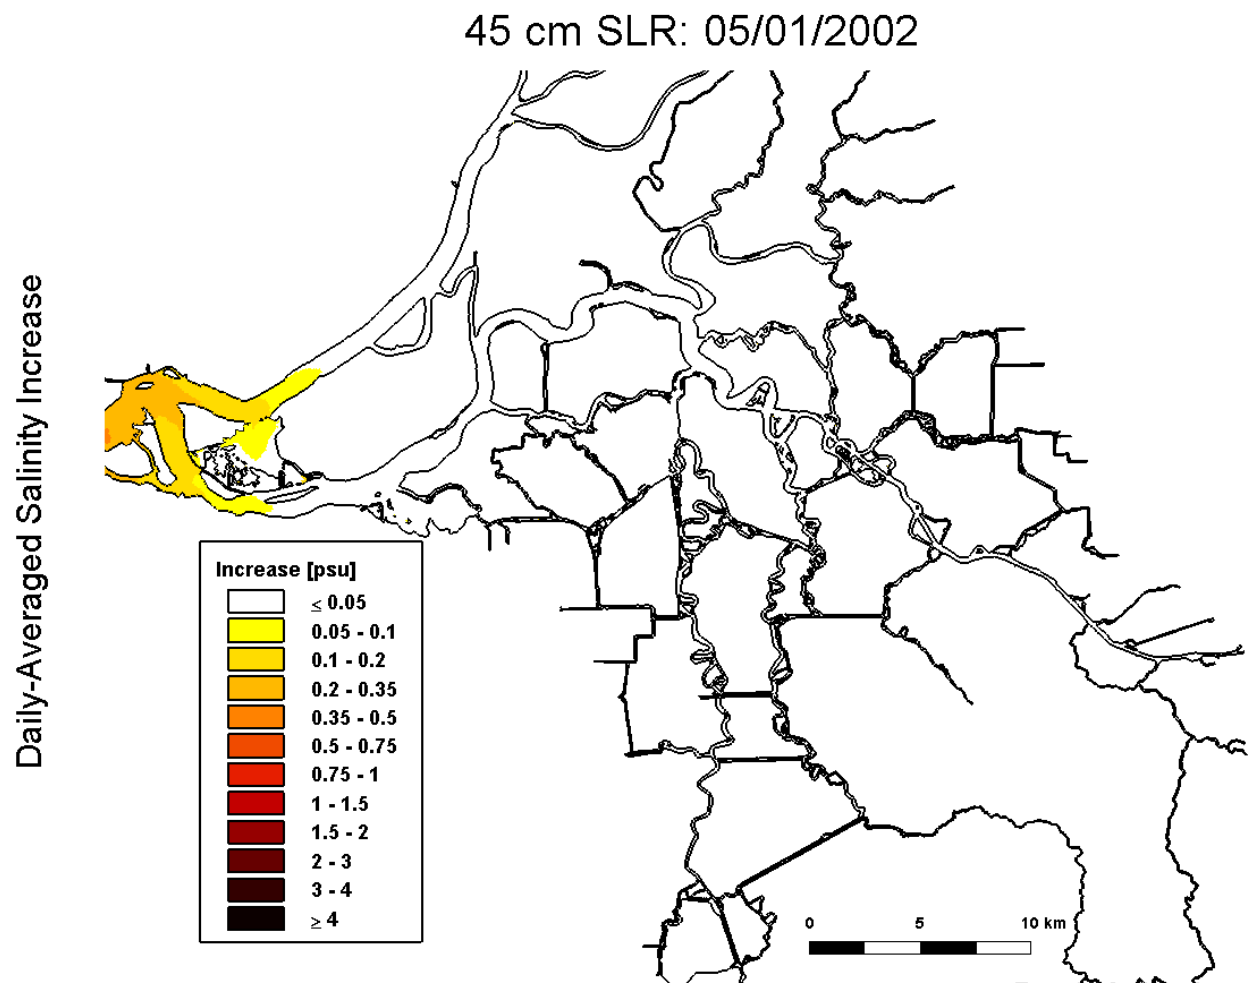 45 cm SLR: 05/01/2002
Daily-Averaged Salinity Increase
Increase [psu]
≤ 0.05
0.05 - 0.1
0.1 - 0.2
0.2 - 0.35
0.35 - 0.5
0.5 - 0.75
0.75 - 1
1 - 1.5
1.5 - 2
2 - 3
3 - 4
≥ 4
0 5 10 km